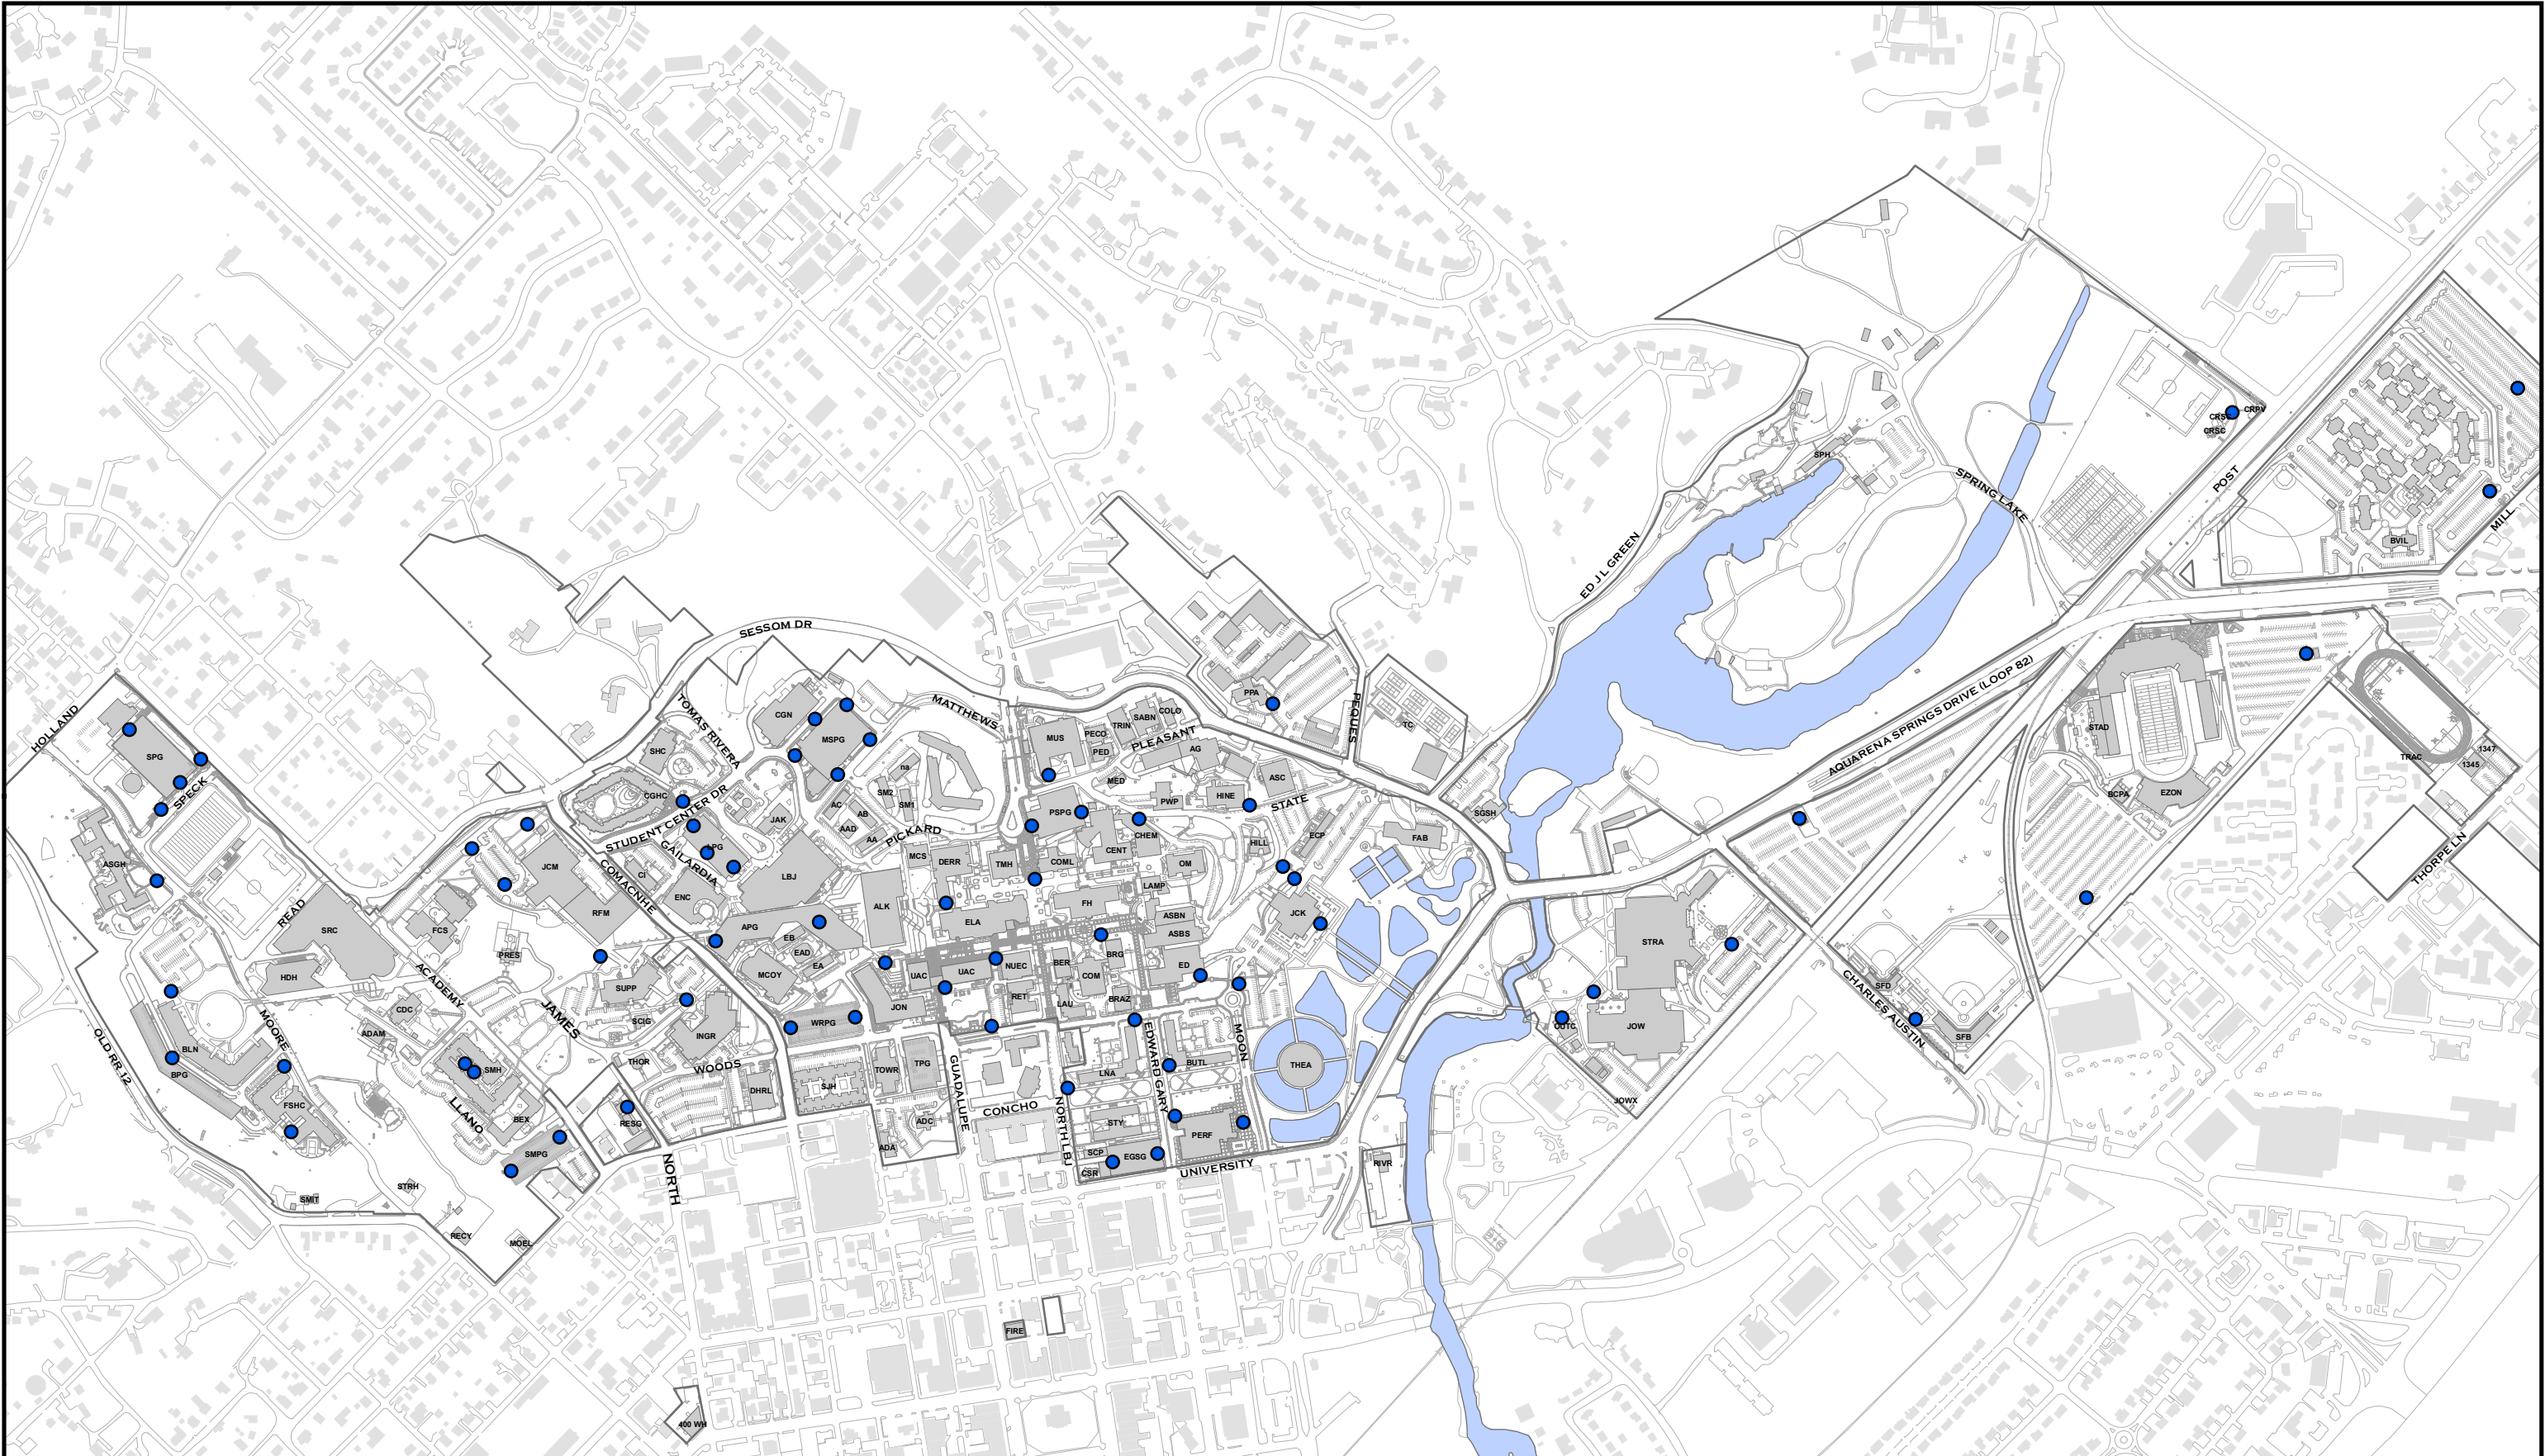 CRSF
CRPV
CRSC
SPH
SPRING LAKE
POST
MILL
BVIL
ED J L GREEN
SESSOM DR
AQUARENA SPRINGS DRIVE (LOOP 82)
HOLLAND
TOMAS RIVERA
MATTHEWS
PPA
PEQUES
TC
CGN
MSPG
SHC
SPG
SPECK
MUS
PECO
PED
TRIN
SABN
COLO
PLEASANT
AG
MED
ASC
HINE
PWP
STATE
STAD
TRAC
1347
1345
BCPA
EZON
THORPE LN
CGHC
STUDENT CENTER DR
JAK
na
SM2
SM1
AC
AB
AAD
AA
PICKARD
PSPG
CHEM
CENT
ECP
HILL
FAB
SGSH
GAILARDIA
LPG
LBJ
MCS
DERR
TMH
COML
OM
LAMP
ASGH
JCM
CI
COMACNHE
ENC
ALK
FH
ASBN
ASBS
JCK
READ
SRC
FCS
RFM
APG
EB
EAD
EA
MCOY
ELA
UAC
UAC
NUEC
BER
COM
BRG
ED
STRA
HDH
ACADEMY
PRES
SUPP
SCIG
INGR
WRPG
JON
RET
LAU
BRAZ
CHARLES AUSTIN
SFD
SFB
CDC
ADAM
JAMES
MOORE
OLD RR 12
BLN
BPG
THOR
WOODS
DHRL
SJH
TOWR
TPG
GUADALUPE
LNA
EDWARD GARY
BUTL
MOON
THEA
OUTC
JOW
JOWX
SMH
LLANO
BEX
RESG
FSHC
SMPG
ADC
ADA
CONCHO
NORTH LBJ
STY
SCP
CSR
EGSG
PERF
UNIVERSITY
RIVR
NORTH
SMIT
STRH
RECY
MOEL
FIRE
400 WH